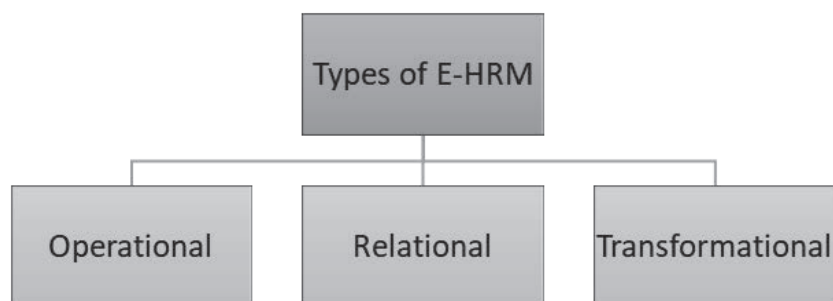 Types of E-HRM
Operational
Relational
Transformational